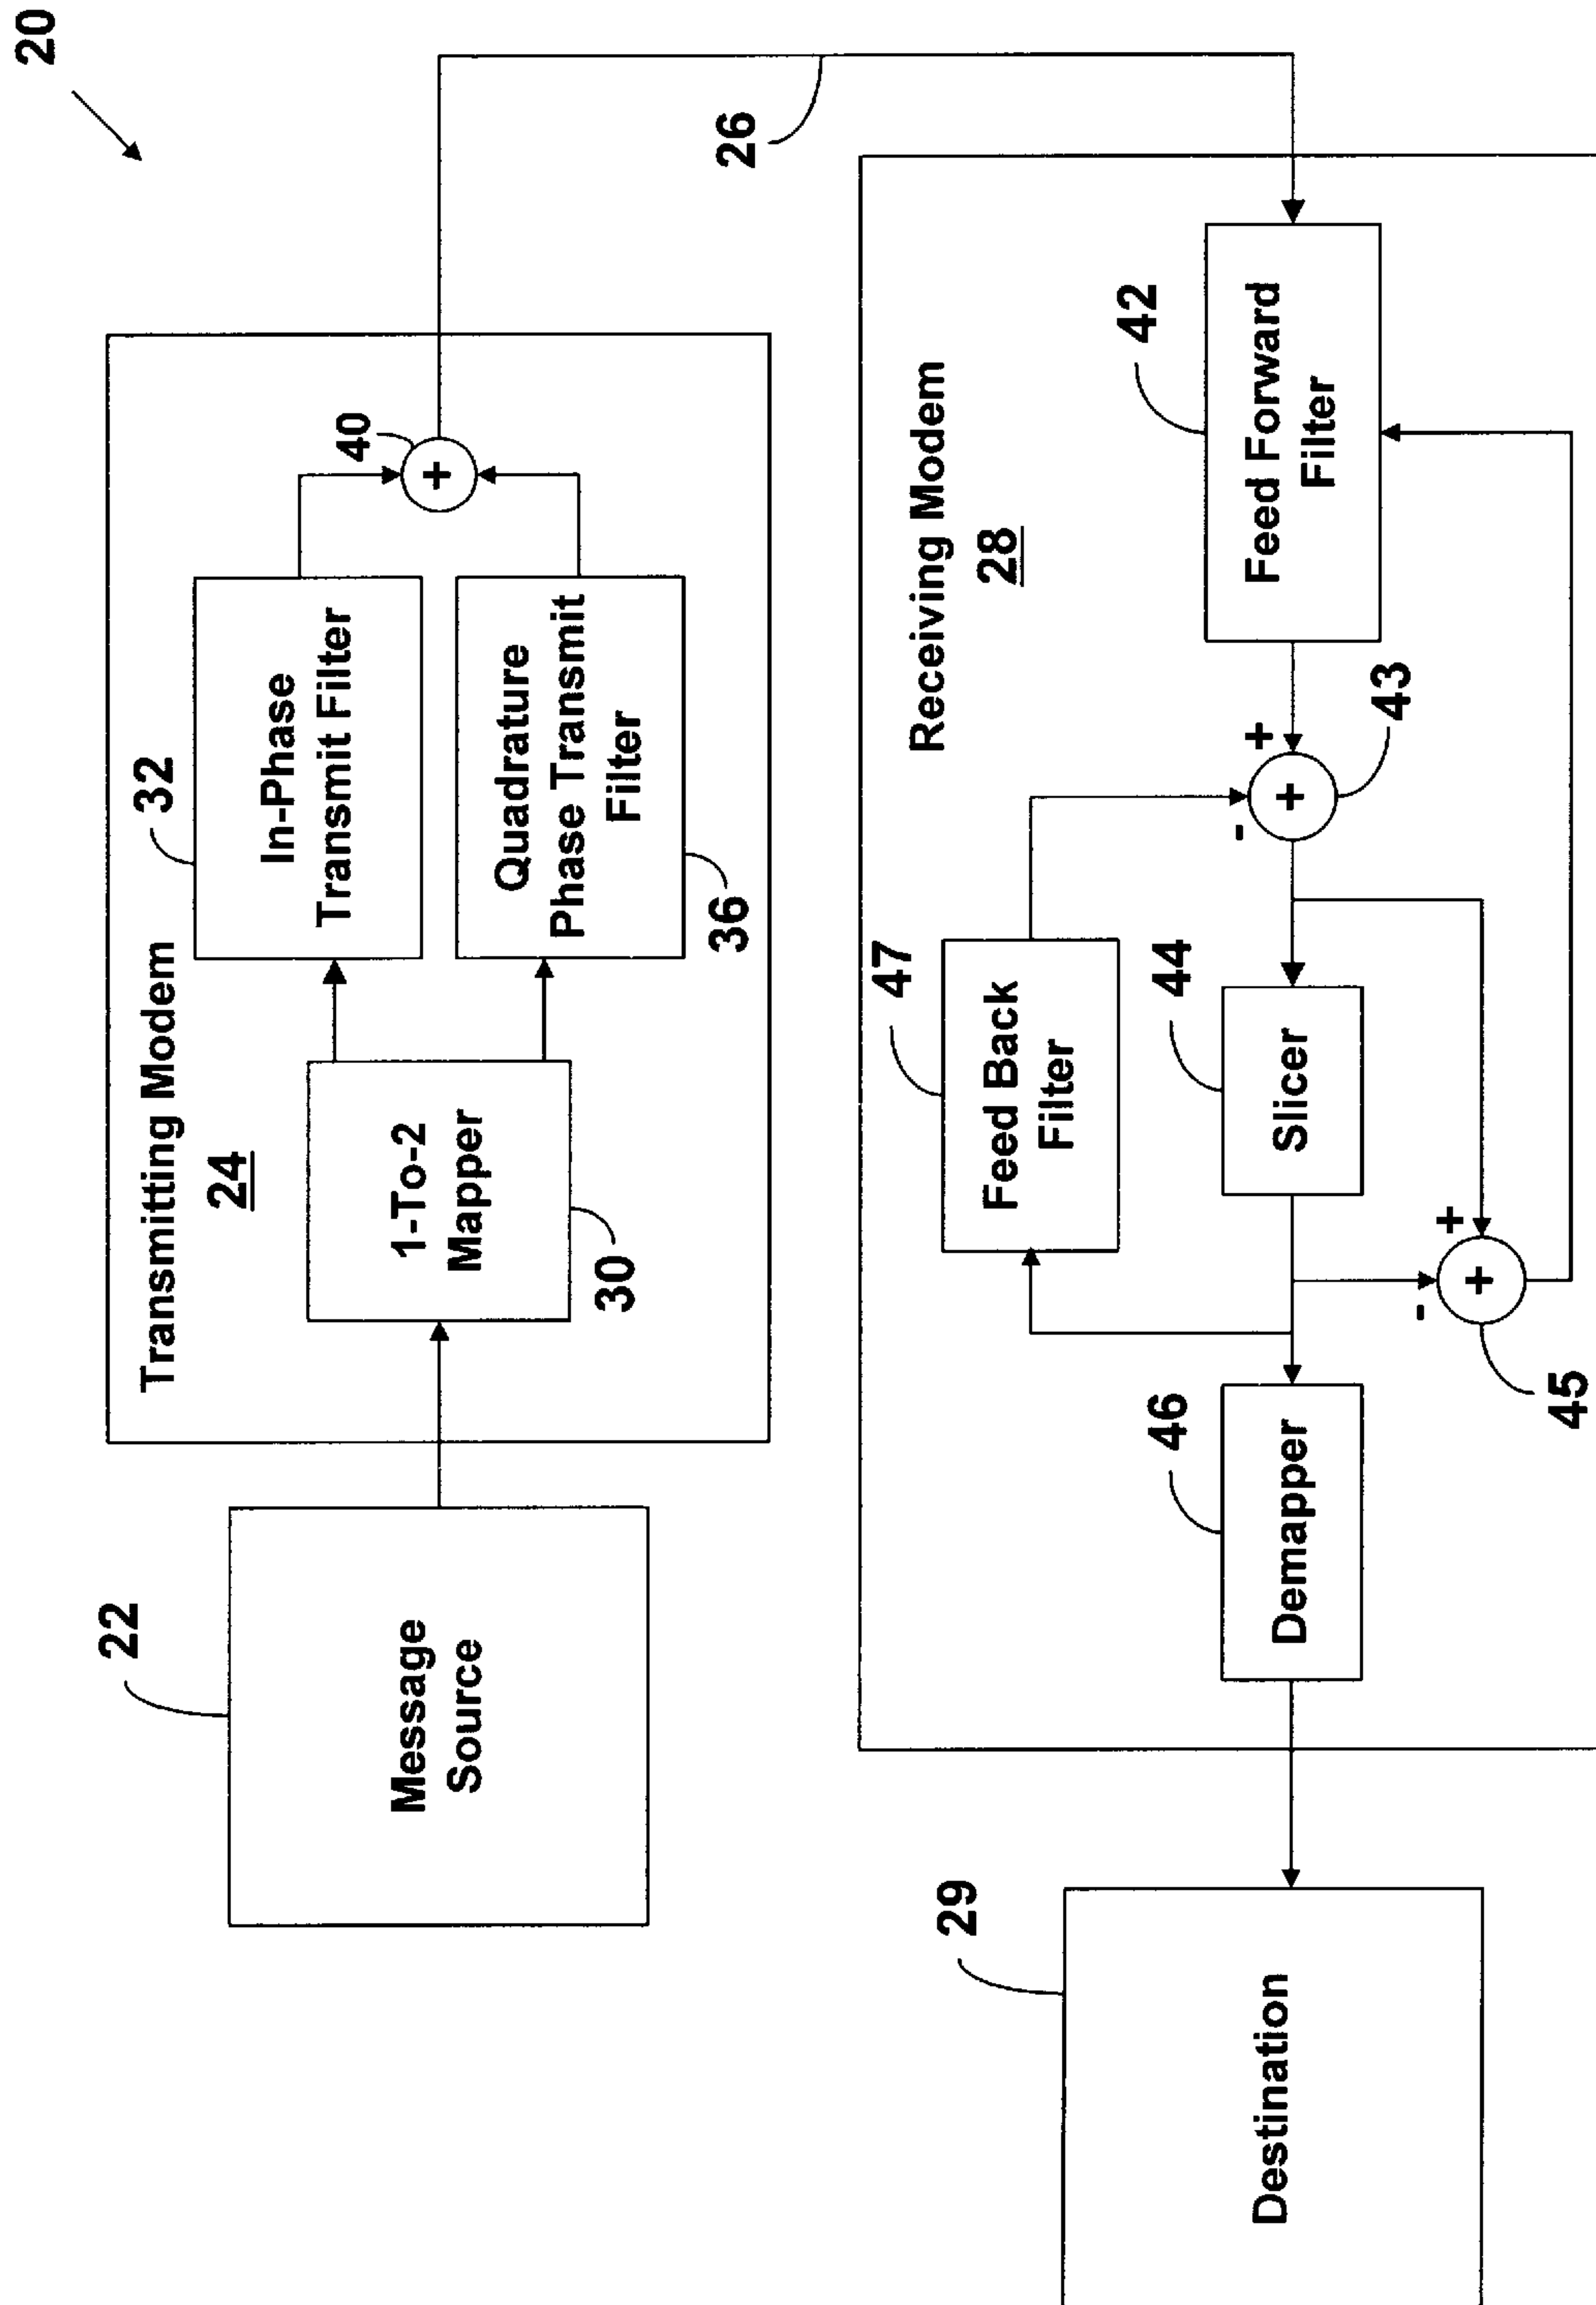 20
22
Message
Source
Transmitting Modem
24
1-To-2
Mapper
30
32
In-Phase
Transmit Filter
Quadrature
Phase Transmit
Filter
36
40
+
26
29
Destination
Receiving Modem
28
46
Demapper
47
Feed Back
Filter
44
Slicer
-
+
+
45
-
+
+
43
42
Feed Forward
Filter